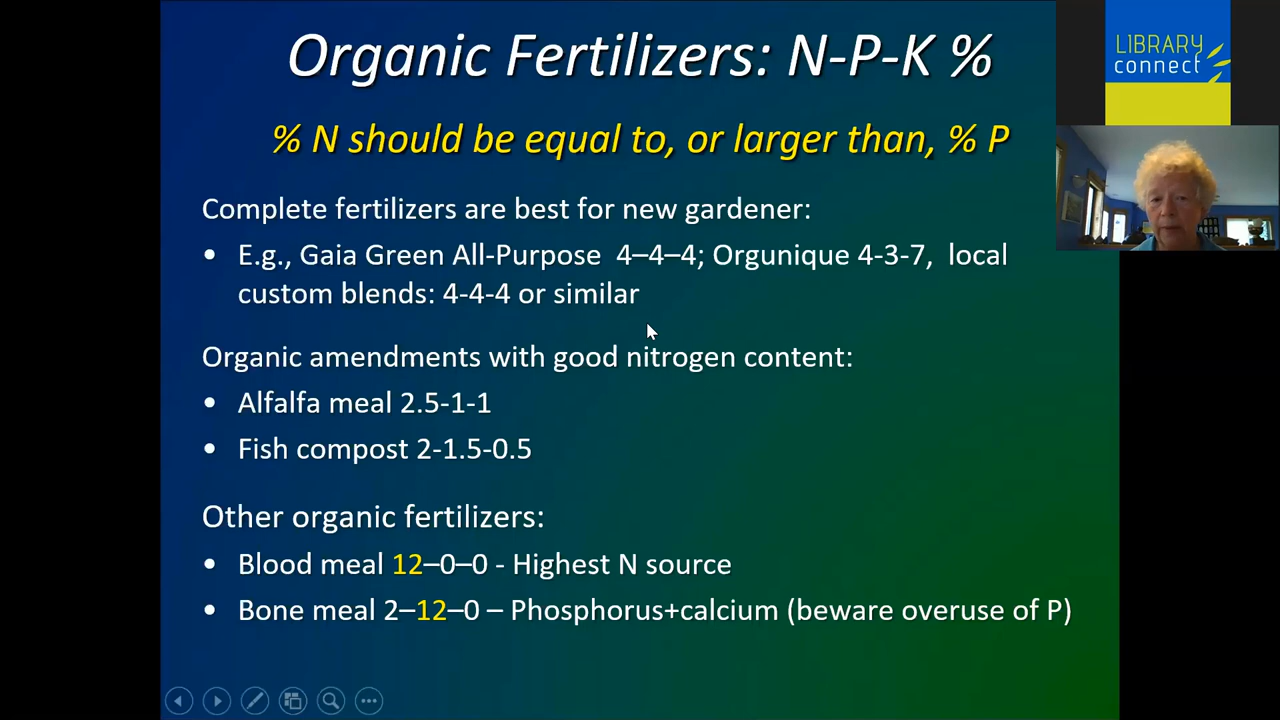 Organic Fertilizers: N-P-K %
% N should be equal to, or larger than, % P
Complete fertilizers are best for new gardener:
• E.g., Gaia Green All-Purpose  4–4–4; Orgunique 4-3-7,  local
custom blends: 4-4-4 or similar
Organic amendments with good nitrogen content:
• Alfalfa meal 2.5-1-1
• Fish compost 2-1.5-0.5
Other organic fertilizers:
• Blood meal 12–0–0 - Highest N source
• Bone meal 2–12–0 – Phosphorus+calcium (beware overuse of P)
LIBRARY
connect